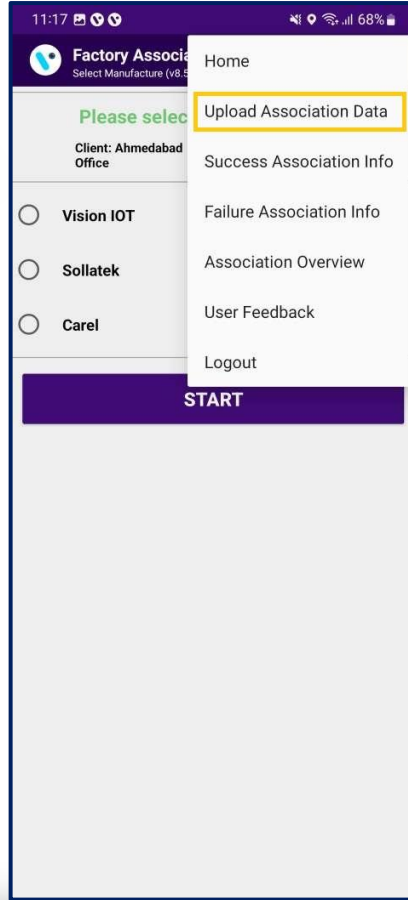 11:17 68%
Factory Associa
Select Manufacture (v8.5
Please selec
Client: Ahmedabad
Office
Vision IOT
Sollatek
Carel
START
Home
Upload Association Data
Success Association Info
Failure Association Info
Association Overview
User Feedback
Logout